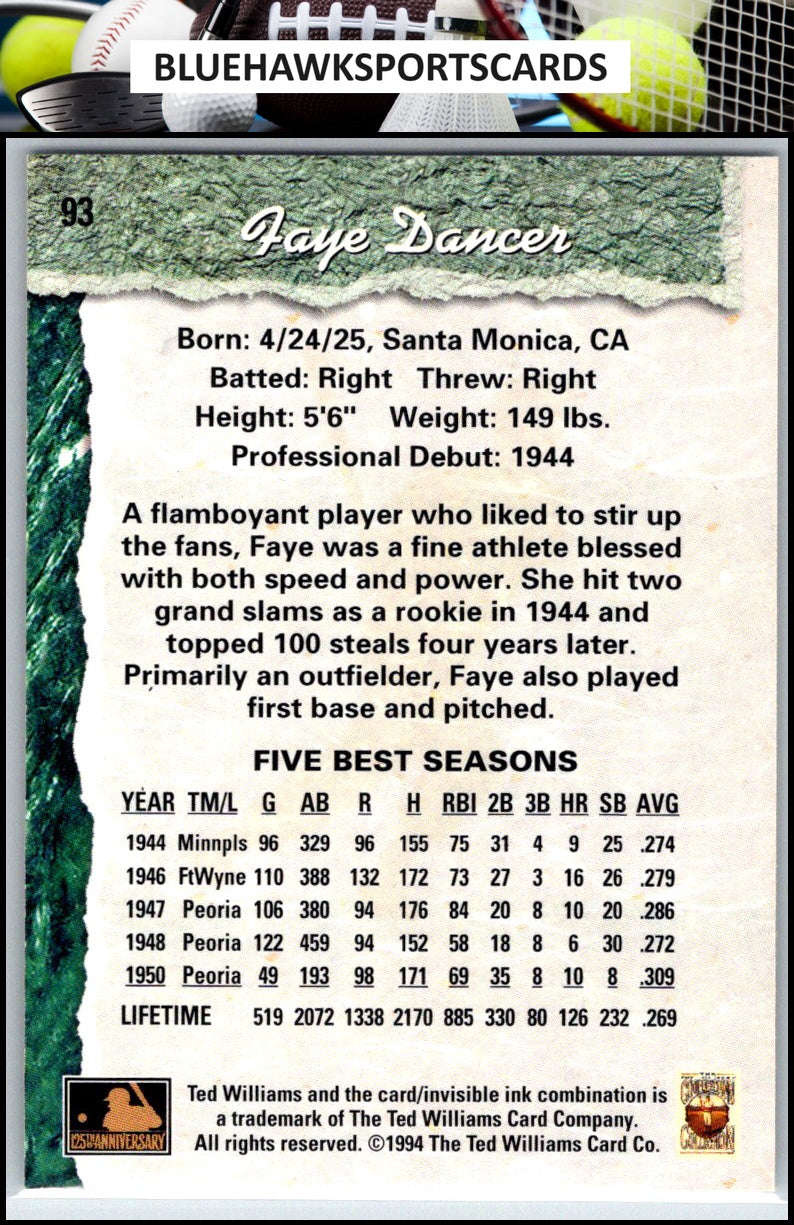 BLUEHAWKSPORTSCARDS
93
Faye Dancer
Born: 4/24/25, Santa Monica, CA
Batted: Right Threw: Right
Height: 5'6" Weight: 149 lbs.
Professional Debut: 1944
A flamboyant player who liked to stir up
the fans, Faye was a fine athlete blessed
with both speed and power. She hit two
grand slams as a rookie in 1944 and
topped 100 steals four years later.
Primarily an outfielder, Faye also played
first base and pitched.
FIVE BEST SEASONS
YEAR TM/L G AB R H RBI 2B 3B HR SB AVG
1944 Minnpls 96 329 96 155 75 31 4 9 25 .274
1946 FtWyne 110 388 132 172 73 27 3 16 26 .279
1947 Peoria 106 380 94 176 84 20 8 10 20 .286
1948 Peoria 122 459 94 152 58 18 8 6 30 .272
1950 Peoria 49 193 98 171 69 35 8 10 8 .309
LIFETIME 519 2072 1338 2170 885 330 80 126 232 .269
Ted Williams and the card/invisible ink combination is
a trademark of The Ted Williams Card Company.
All rights reserved. ©1994 The Ted Williams Card Co.
125TH ANNIVERSARY